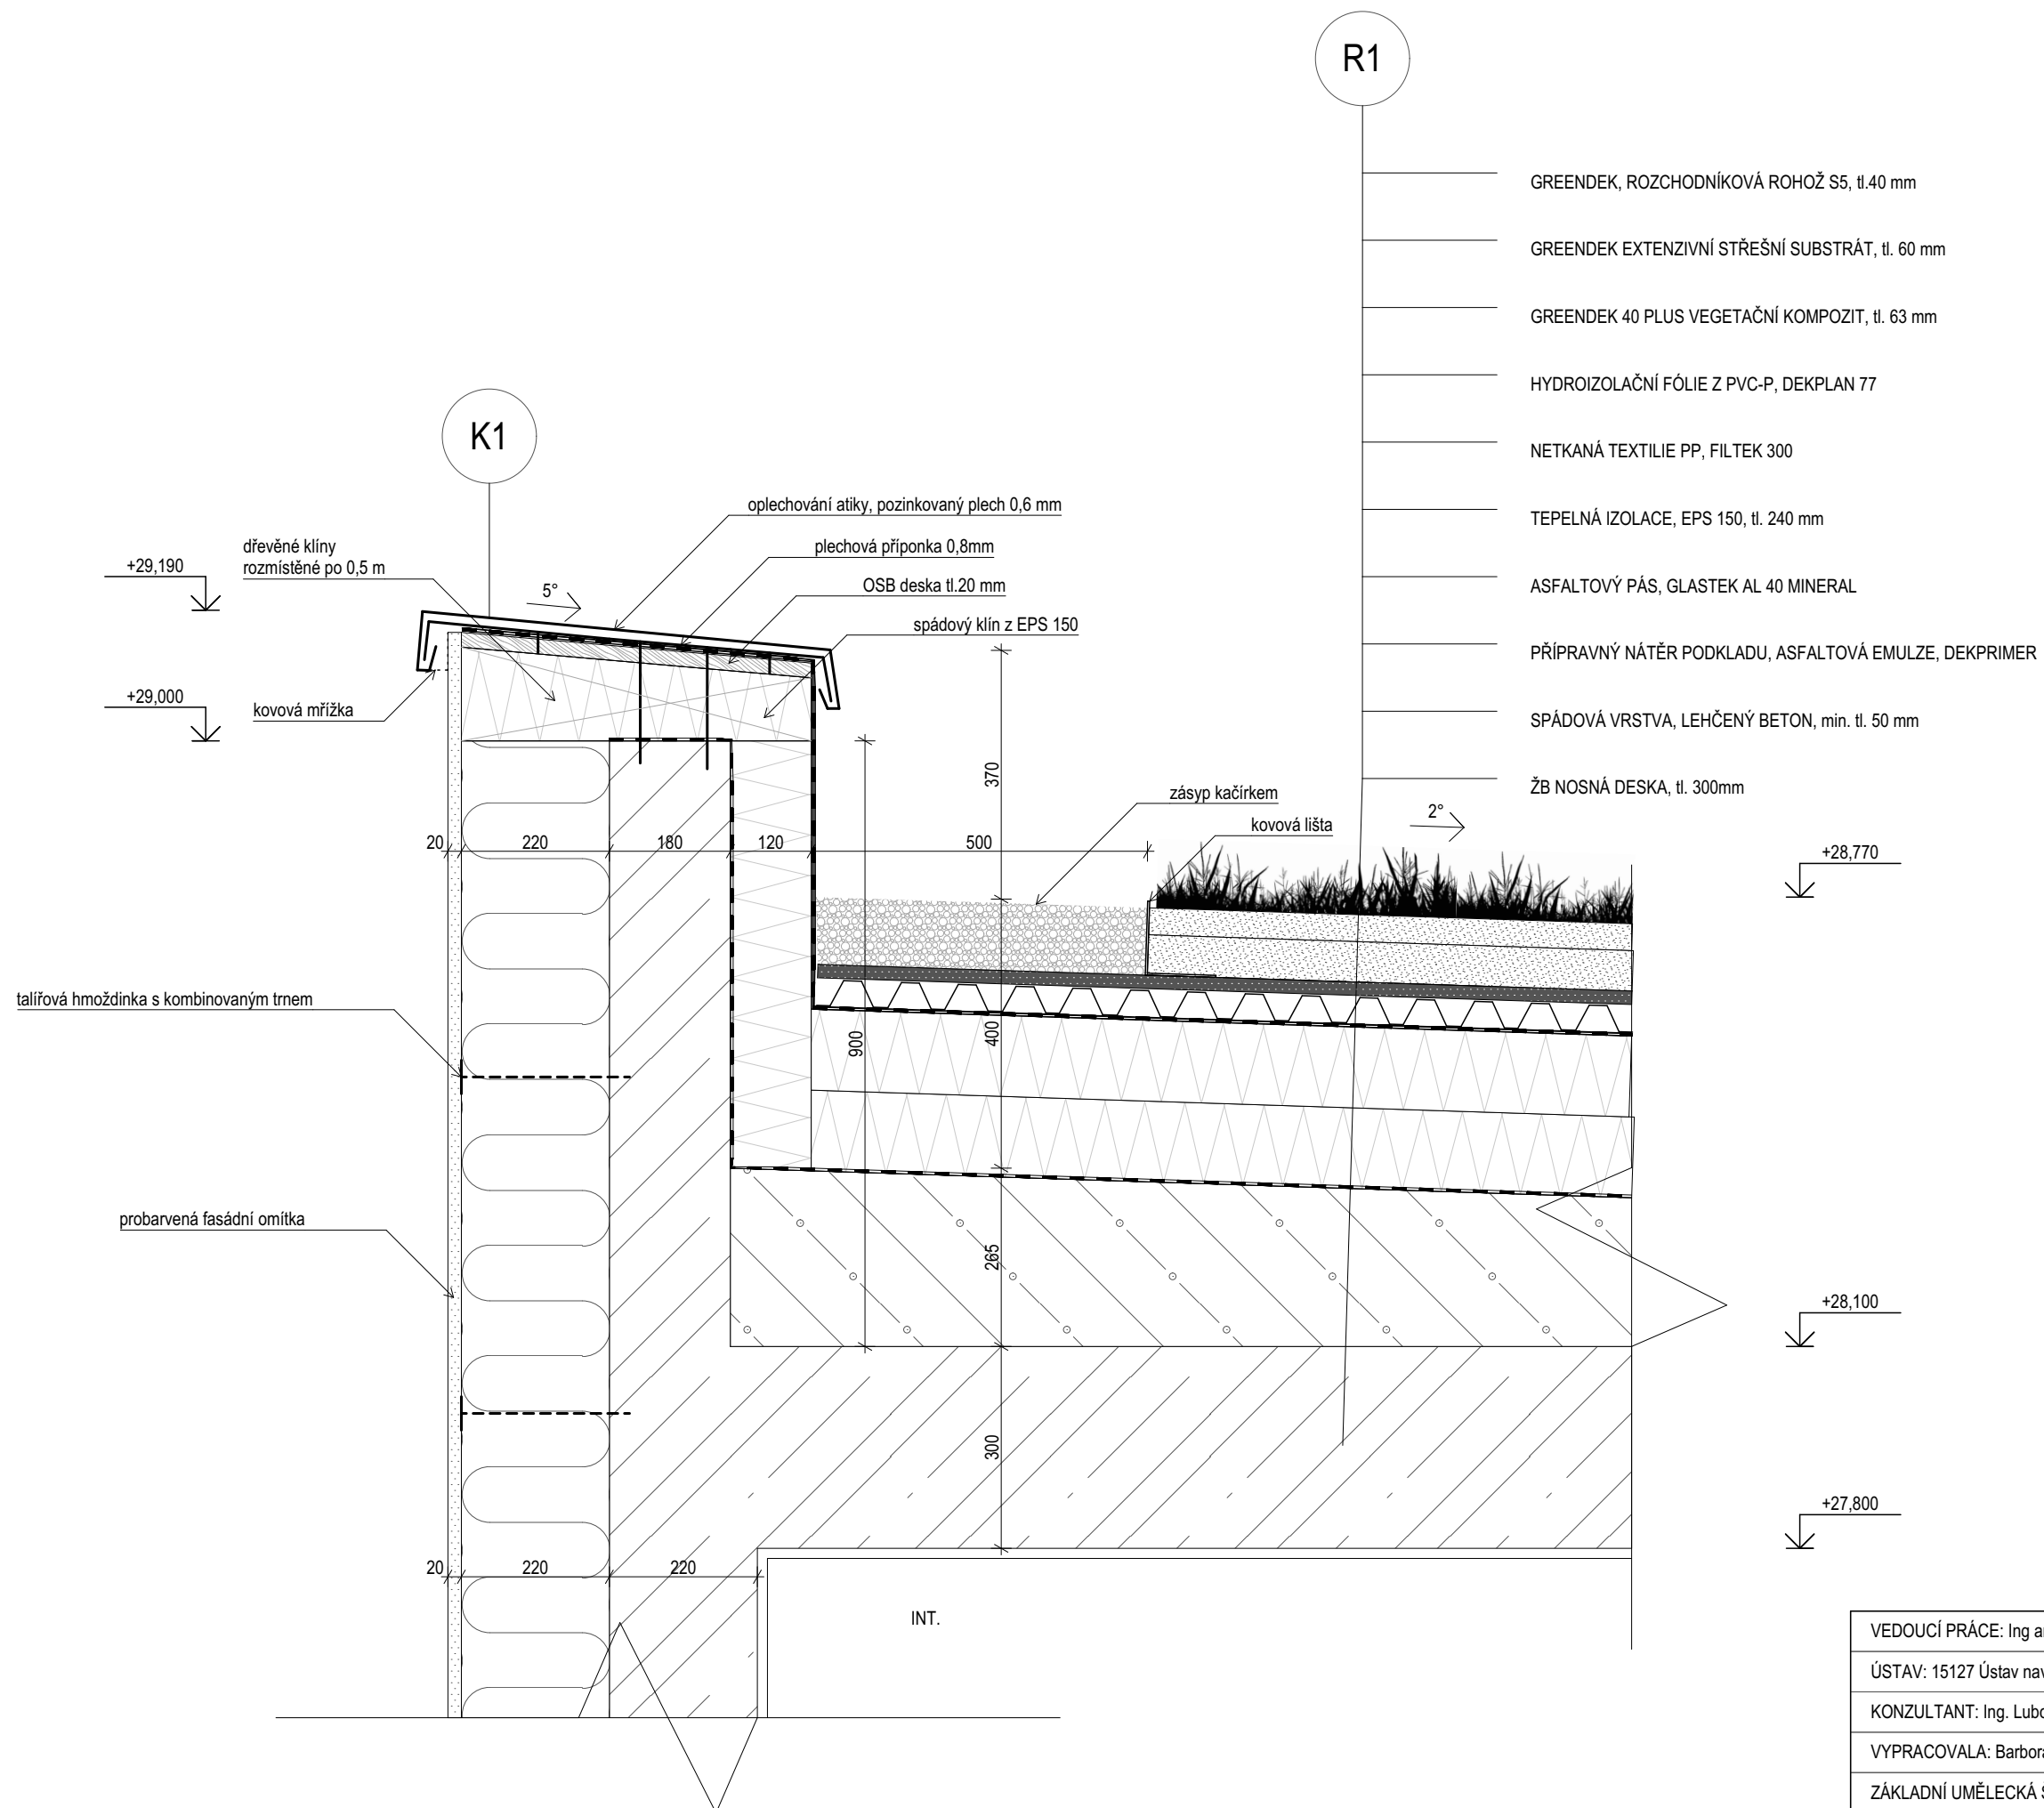 R1
GREENDEK, ROZCHODNÍKOVÁ ROHOŽ S5, tl.40 mm
GREENDEK EXTENZIVNÍ STŘEŠNÍ SUBSTRÁT, tl. 60 mm
GREENDEK 40 PLUS VEGETAČNÍ KOMPOZIT, tl. 63 mm
HYDROIZOLAČNÍ FÓLIE Z PVC-P, DEKPLAN 77
NETKANÁ TEXTILIE PP, FILTEK 300
TEPELNÁ IZOLACE, EPS 150, tl. 240 mm
ASFALTOVÝ PÁS, GLASTEK AL 40 MINERAL
PŘÍPRAVNÝ NÁTĚR PODKLADU, ASFALTOVÁ EMULZE, DEKPRIMER
SPÁDOVÁ VRSTVA, LEHČENÝ BETON, min. tl. 50 mm
ŽB NOSNÁ DESKA, tl. 300mm
K1
oplechování atiky, pozinkovaný plech 0,6 mm
plechová příponka 0,8mm
OSB deska tl.20 mm
spádový klín z EPS 150
dřevěné klíny
rozmístěné po 0,5 m
+29,190
5°
+29,000
kovová mřížka
370
zásyp kačírkem
kovová lišta
2°
20
220
180
120
500
+28,770
talířová hmoždinka s kombinovaným trnem
900
400
probarvená fasádní omítka
265
+28,100
300
+27,800
20
220
220
INT.
VEDOUCÍ PRÁCE: Ing
ÚSTAV: 15127 Ústav
KONZULTANT: Ing.
VYPRACOVALA:
ZÁKLADNÍ UMĚLECKÁ